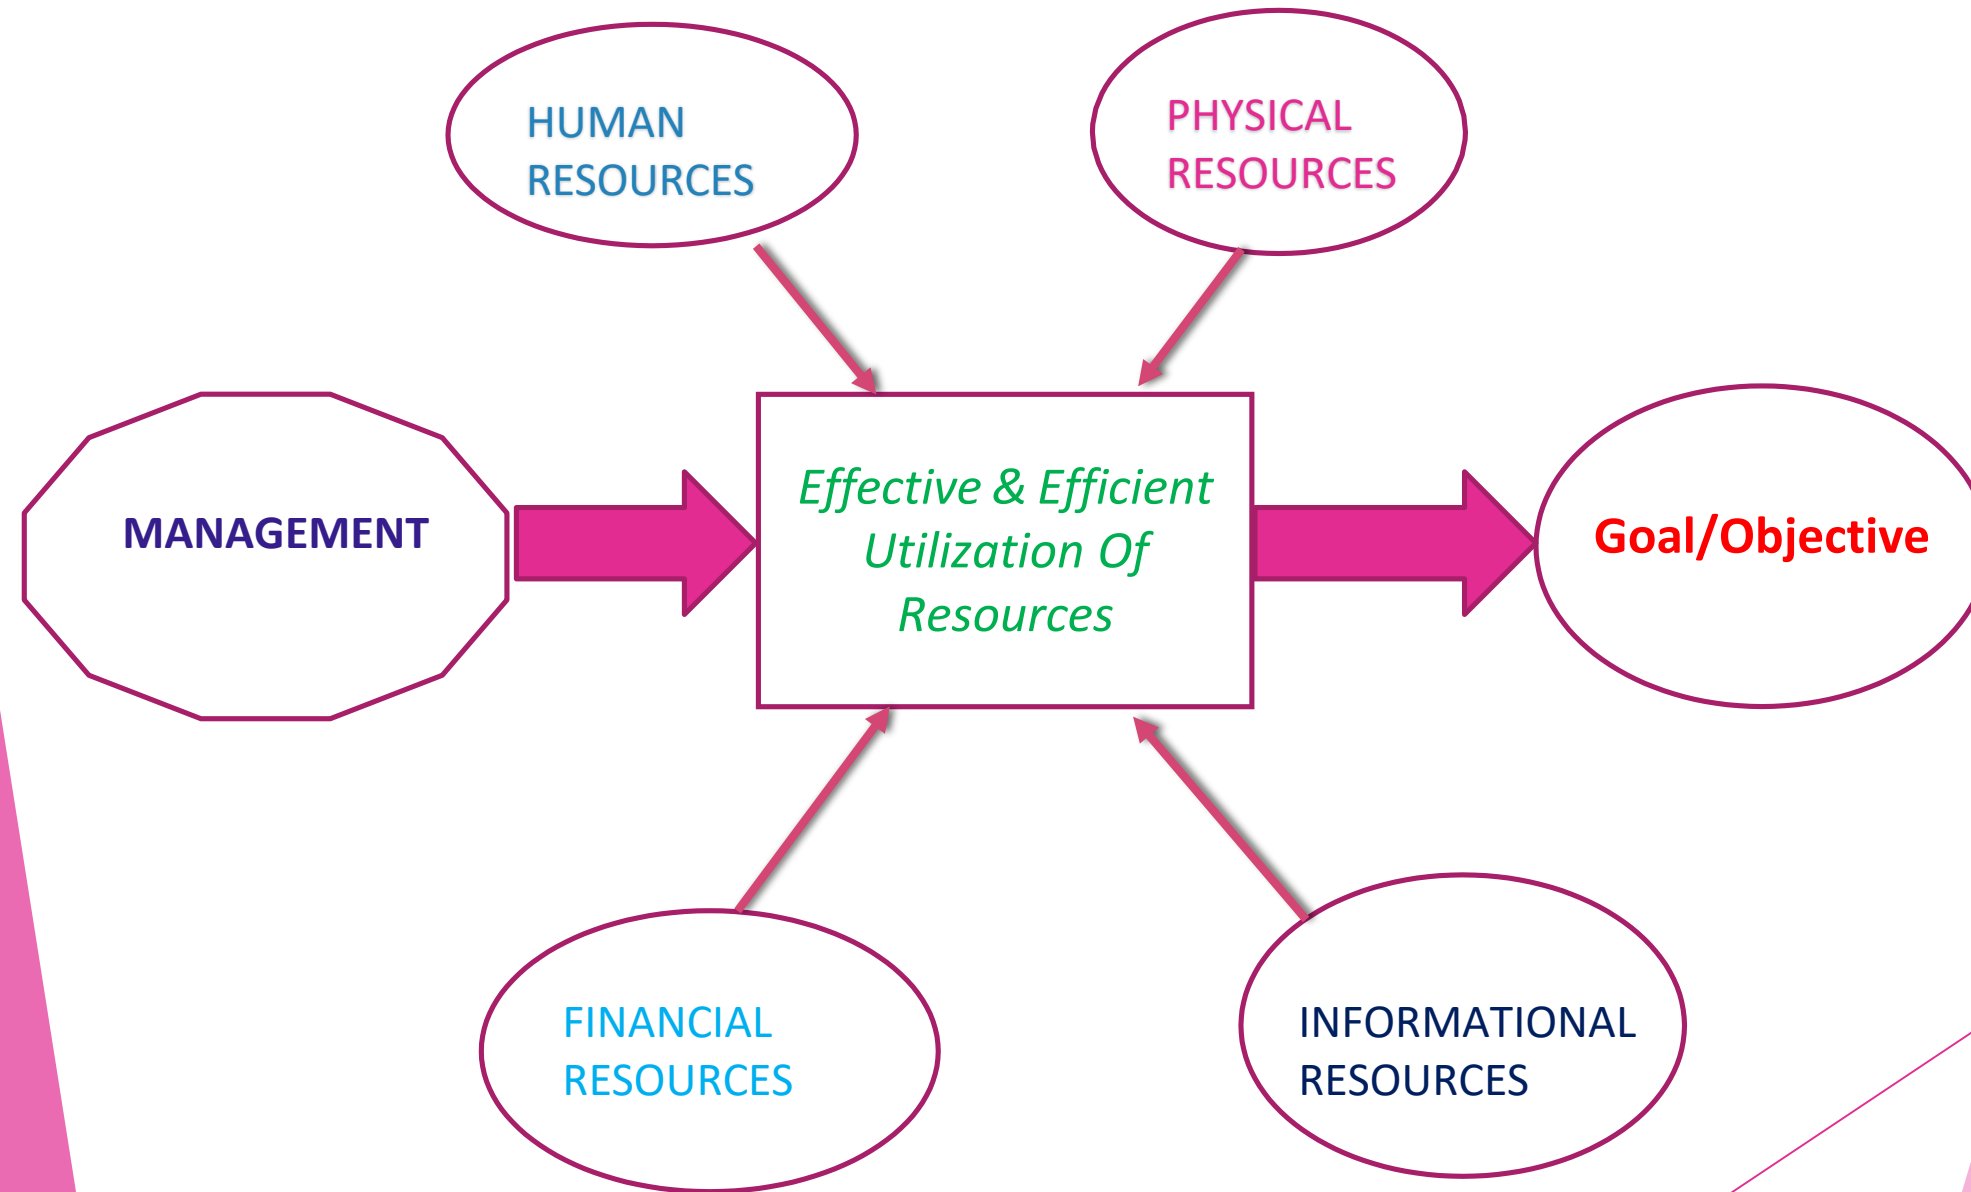 HUMAN
RESOURCES
PHYSICAL
RESOURCES
MANAGEMENT
Effective & Efficient
Utilization Of
Resources
Goal/Objective
FINANCIAL
RESOURCES
INFORMATIONAL
RESOURCES